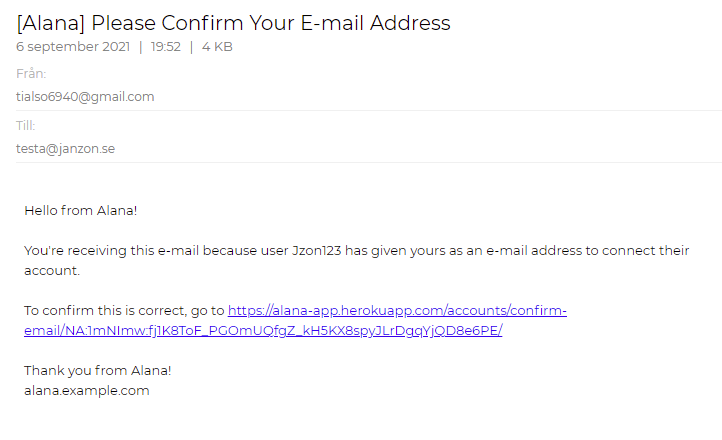 [Alana] Please Confirm Your E-mail Address
6 september 2021 | 19:52 | 4 KB
Från:
tialso6940@gmail.com
Till:
testa@janzon.se
Hello from Alana!
You're receiving this e-mail because user Jzon123 has given yours as an e-mail address to connect their
account.
To confirm this is correct, go to https://alana-app.herokuapp.com/accounts/confirm-
email/NA:1mNImw:fj1K8ToF_PGOmUQfgZ_kH5KX8spyJLrDgqYjQD8e6PE/
Thank you from Alana!
alana.example.com